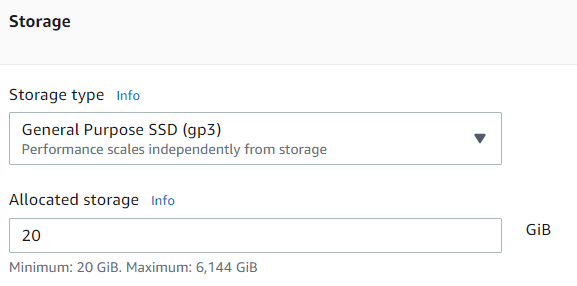 Storage
Storage type Info
General Purpose SSD (gp3)
Performance scales independently from storage
Allocated storage Info
20 GiB
Minimum: 20 GiB. Maximum: 6,144 GiB